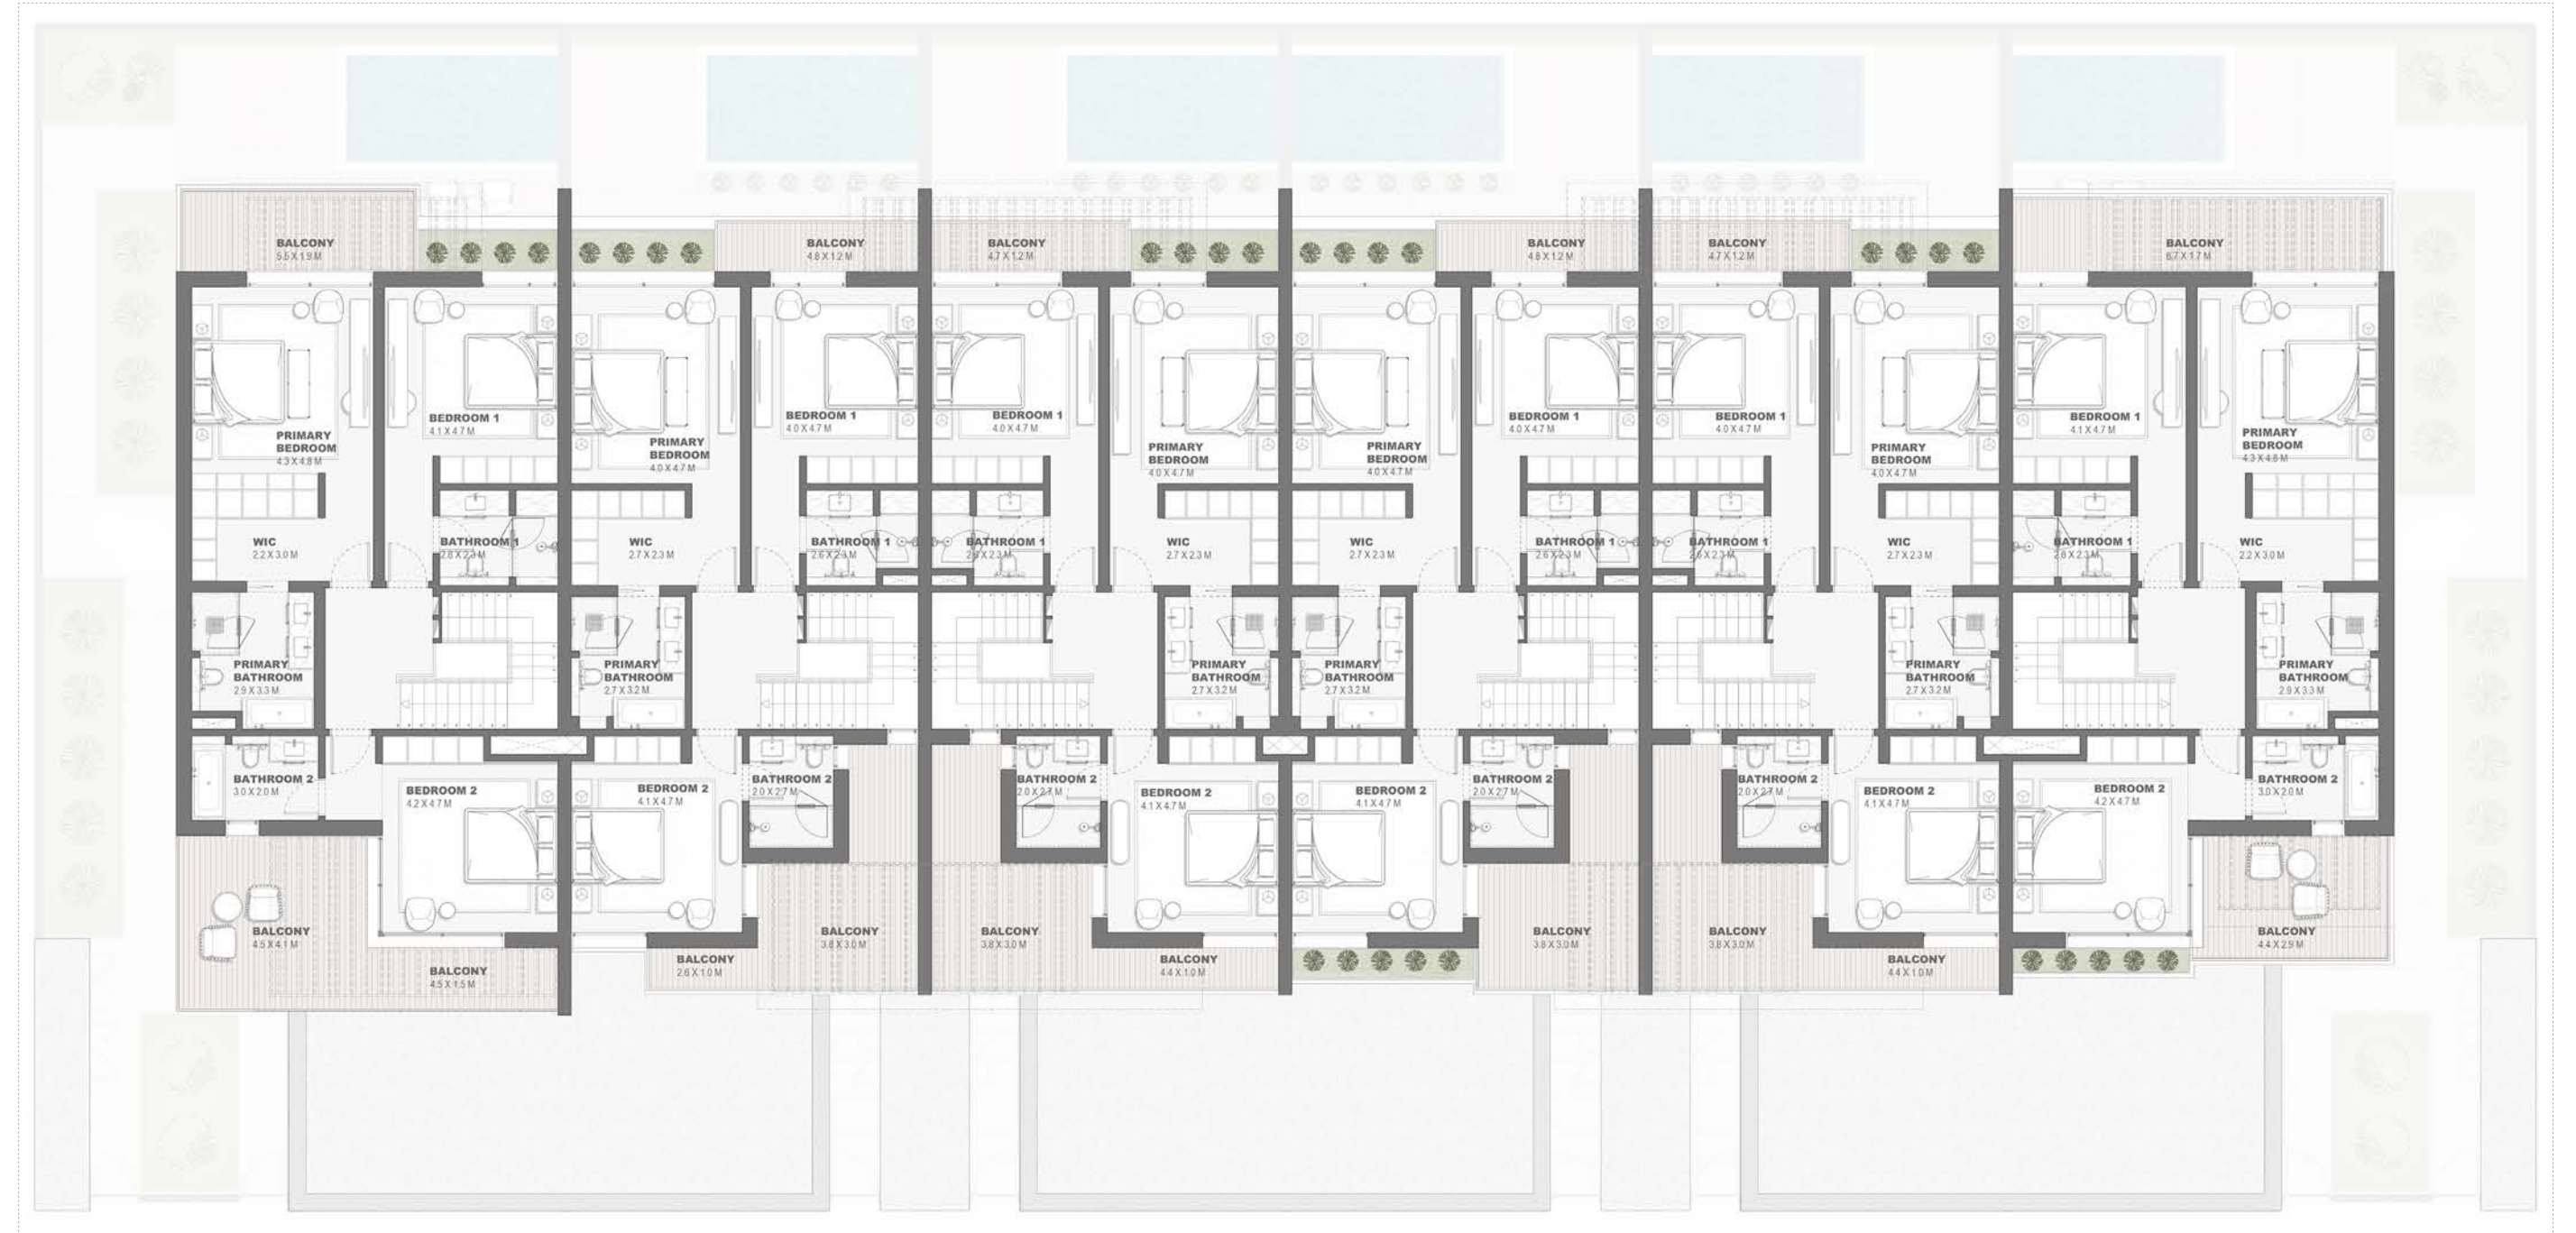 BALCONY
5.5 X 1.9 M
BALCONY
4.8 X 1.2 M
BALCONY
4.7 X 1.2 M
BALCONY
4.8 X 1.2 M
BALCONY
4.7 X 1.2 M
BALCONY
8.7 X 1.7 M
PRIMARY
BEDROOM
4.3 X 4.8 M
BEDROOM 1
4.1 X 4.7 M
PRIMARY
BEDROOM
4.0 X 4.7 M
BEDROOM 1
4.0 X 4.7 M
BEDROOM 1
4.0 X 4.7 M
PRIMARY
BEDROOM
4.0 X 4.7 M
PRIMARY
BEDROOM
4.0 X 4.7 M
BEDROOM 1
4.0 X 4.7 M
BEDROOM 1
4.0 X 4.7 M
PRIMARY
BEDROOM
4.0 X 4.7 M
BEDROOM 1
4.1 X 4.7 M
PRIMARY
BEDROOM
4.3 X 4.8 M
WIC
2.2 X 3.0 M
BATHROOM 1
2.8 X 2.3 M
WIC
2.7 X 2.3 M
BATHROOM 1
2.6 X 2.3 M
BATHROOM 1
2.6 X 2.3 M
WIC
2.7 X 2.3 M
WIC
2.7 X 2.3 M
BATHROOM 1
2.6 X 2.3 M
BATHROOM 1
2.6 X 2.3 M
WIC
2.7 X 2.3 M
BATHROOM 1
2.8 X 2.3 M
WIC
2.2 X 3.0 M
PRIMARY
BATHROOM
2.9 X 3.3 M
PRIMARY
BATHROOM
2.7 X 3.2 M
PRIMARY
BATHROOM
2.7 X 3.2 M
PRIMARY
BATHROOM
2.7 X 3.2 M
PRIMARY
BATHROOM
2.7 X 3.2 M
PRIMARY
BATHROOM
2.9 X 3.3 M
BATHROOM 2
3.0 X 2.0 M
BEDROOM 2
4.2 X 4.7 M
BEDROOM 2
4.1 X 4.7 M
BATHROOM 2
2.0 X 2.7 M
BATHROOM 2
2.0 X 2.7 M
BEDROOM 2
4.1 X 4.7 M
BEDROOM 2
4.1 X 4.7 M
BATHROOM 2
2.0 X 2.7 M
BATHROOM 2
2.0 X 2.7 M
BEDROOM 2
4.1 X 4.7 M
BEDROOM 2
4.2 X 4.7 M
BATHROOM 2
3.0 X 2.0 M
BALCONY
4.5 X 4.1 M
BALCONY
4.5 X 1.5 M
BALCONY
2.6 X 1.0 M
BALCONY
3.8 X 3.0 M
BALCONY
3.8 X 3.0 M
BALCONY
4.4 X 1.0 M
BALCONY
3.8 X 3.0 M
BALCONY
3.8 X 3.0 M
BALCONY
4.4 X 1.0 M
BALCONY
4.4 X 2.9 M